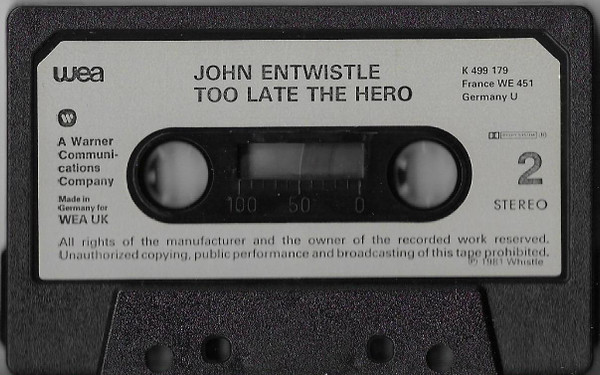 wea
JOHN ENTWISTLE
TOO LATE THE HERO
K 499 179
France WE 451
Germany U
A Warner
Communi-
cations
Company
Made in
Germany for
WEA UK
2
STEREO
100 50 0
All rights of the manufacturer and the owner of the recorded work reserved.
Unauthorized copying, public performance and broadcasting of this tape prohibited.
℗ 1981 Whistle